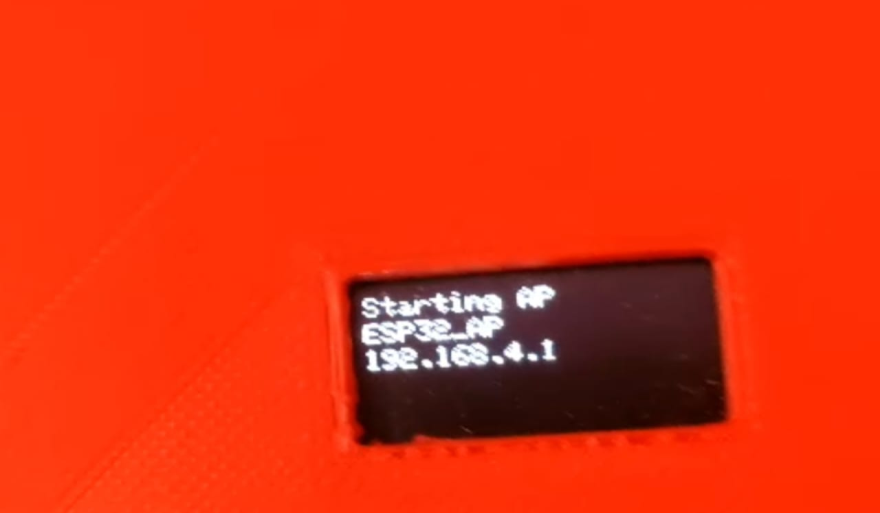 Starting AP
ESP32_AP
192.168.4.1